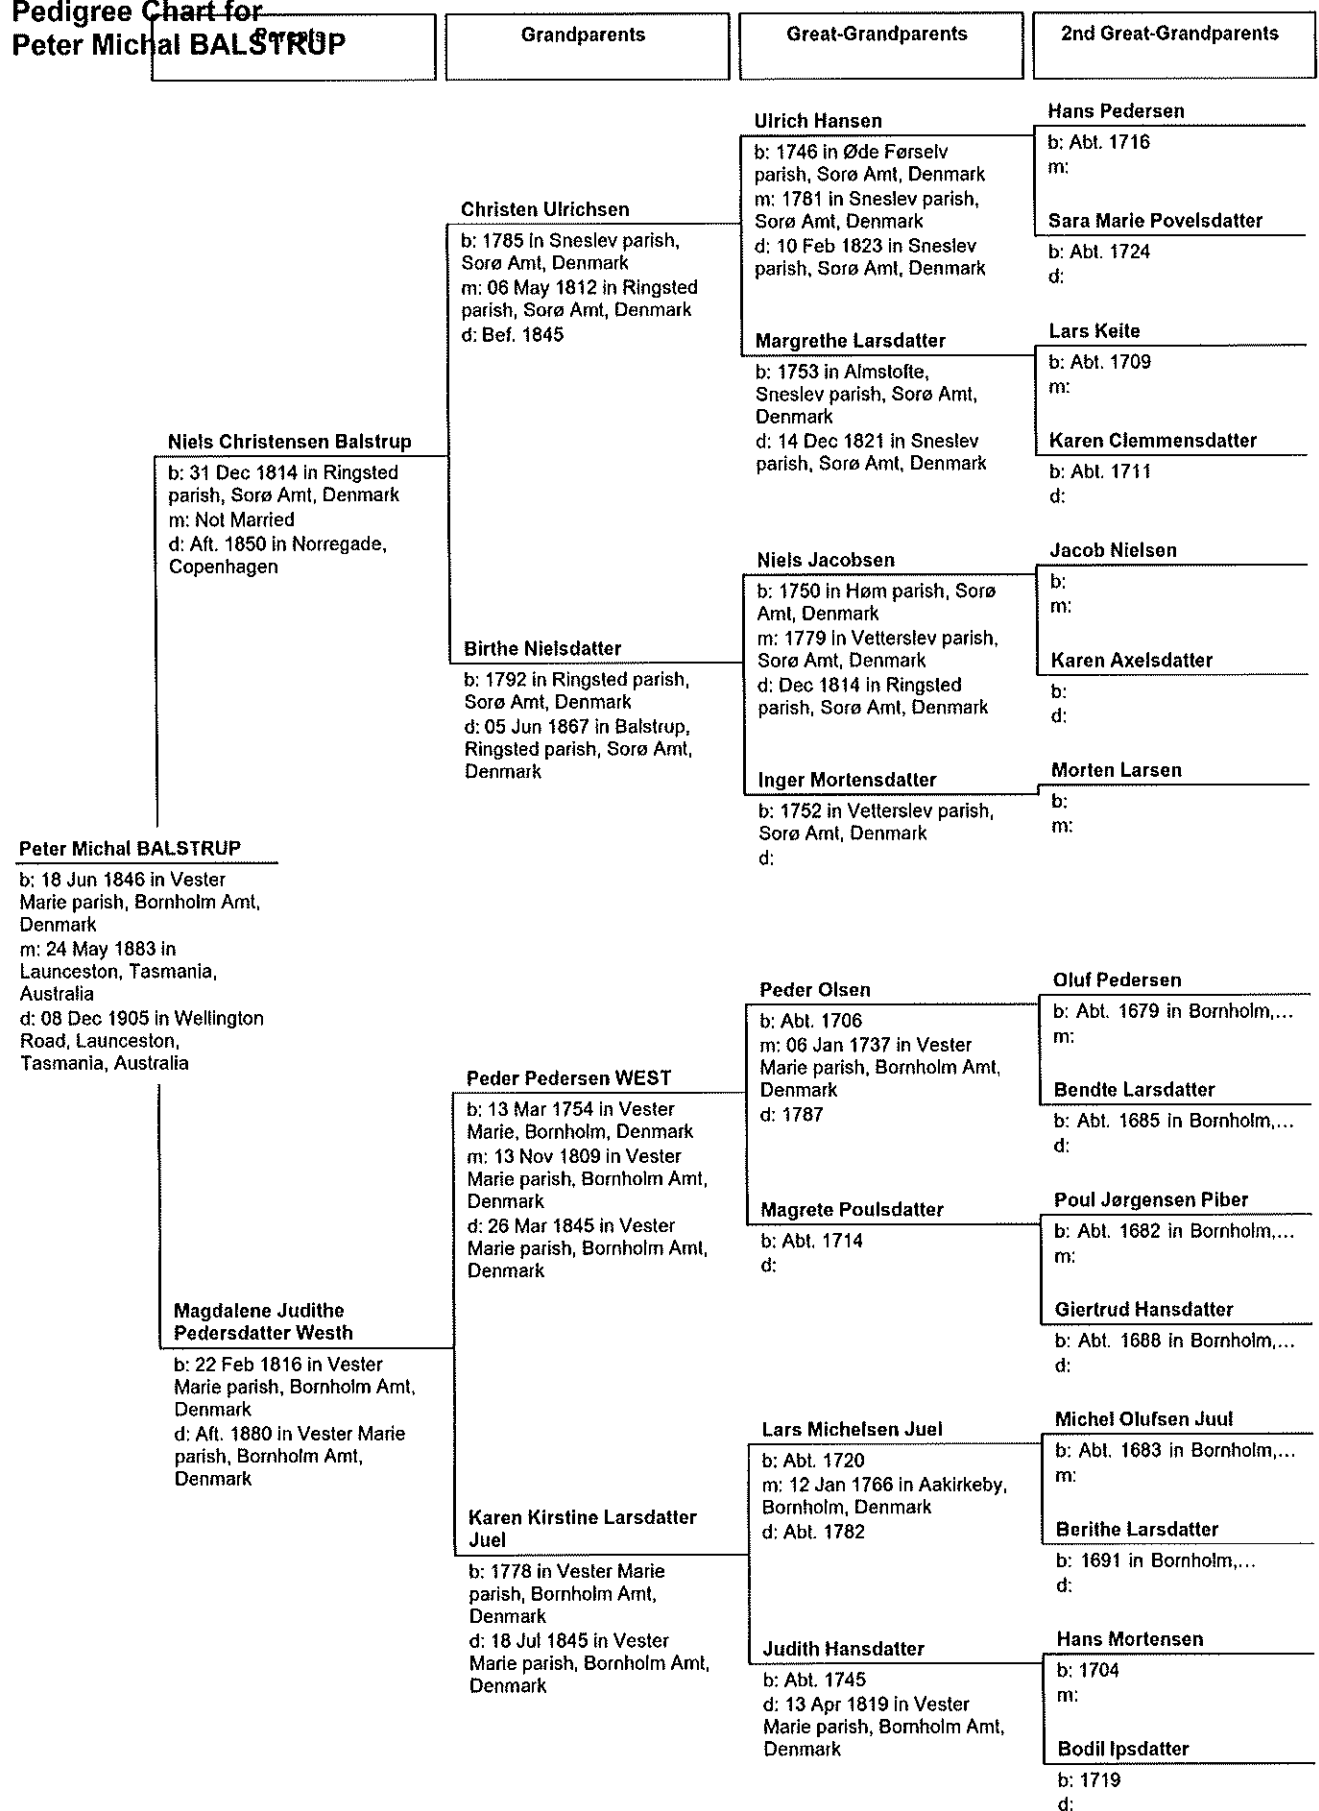 Pedigree Chart for
Peter Michal BALSTRUP
Parents
Grandparents
Great-Grandparents
2nd Great-Grandparents
Peter Michal BALSTRUP
b: 18 Jun 1846 in Vester
Marie parish, Bornholm Amt,
Denmark
m: 24 May 1883 in
Launceston, Tasmania,
Australia
d: 08 Dec 1905 in Wellington
Road, Launceston,
Tasmania, Australia
Niels Christensen Balstrup
b: 31 Dec 1814 in Ringsted
parish, Sorø Amt, Denmark
m: Not Married
d: Aft. 1850 in Norregade,
Copenhagen
Magdalene Judithe
Pedersdatter Westh
b: 22 Feb 1816 in Vester
Marie parish, Bornholm Amt,
Denmark
d: Aft. 1880 in Vester Marie
parish, Bornholm Amt,
Denmark
Christen Ulrichsen
b: 1785 in Sneslev parish,
Sorø Amt, Denmark
m: 06 May 1812 in Ringsted
parish, Sorø Amt, Denmark
d: Bef. 1845
Birthe Nielsdatter
b: 1792 in Ringsted parish,
Sorø Amt, Denmark
d: 05 Jun 1867 in Balstrup,
Ringsted parish, Sorø Amt,
Denmark
Peder Pedersen WEST
b: 13 Mar 1754 in Vester
Marie, Bornholm, Denmark
m: 13 Nov 1809 in Vester
Marie parish, Bornholm Amt,
Denmark
d: 26 Mar 1845 in Vester
Marie parish, Bornholm Amt,
Denmark
Karen Kirstine Larsdatter
Juel
b: 1778 in Vester Marie
parish, Bornholm Amt,
Denmark
d: 18 Jul 1845 in Vester
Marie parish, Bornholm Amt,
Denmark
Ulrich Hansen
b: 1746 in Øde Førselv
parish, Sorø Amt, Denmark
m: 1781 in Sneslev parish,
Sorø Amt, Denmark
d: 10 Feb 1823 in Sneslev
parish, Sorø Amt, Denmark
Margrethe Larsdatter
b: 1753 in Almstofte,
Sneslev parish, Sorø Amt,
Denmark
d: 14 Dec 1821 in Sneslev
parish, Sorø Amt, Denmark
Niels Jacobsen
b: 1750 in Høm parish, Sorø
Amt, Denmark
m: 1779 in Vetterslev parish,
Sorø Amt, Denmark
d: Dec 1814 in Ringsted
parish, Sorø Amt, Denmark
Inger Mortensdatter
b: 1752 in Vetterslev parish,
Sorø Amt, Denmark
d:
Peder Olsen
b: Abt. 1706
m: 06 Jan 1737 in Vester
Marie parish, Bornholm Amt,
Denmark
d: 1787
Magrete Poulsdatter
b: Abt. 1714
d:
Lars Michelsen Juel
b: Abt. 1720
m: 12 Jan 1766 in Aakirkeby,
Bornholm, Denmark
d: Abt. 1782
Judith Hansdatter
b: Abt. 1745
d: 13 Apr 1819 in Vester
Marie parish, Bornholm Amt,
Denmark
Hans Pedersen
b: Abt. 1716
m:
Sara Marie Povelsdatter
b: Abt. 1724
d:
Lars Keite
b: Abt. 1709
m:
Karen Clemmensdatter
b: Abt. 1711
d:
Jacob Nielsen
b:
m:
Karen Axelsdatter
b:
d:
Morten Larsen
b:
m:
Oluf Pedersen
b: Abt. 1679 in Bornholm,...
m:
Bendte Larsdatter
b: Abt. 1685 in Bornholm,...
d:
Poul Jørgensen Piber
b: Abt. 1682 in Bornholm,...
m:
Giertrud Hansdatter
b: Abt. 1688 in Bornholm,...
d:
Michel Olufsen Juul
b: Abt. 1683 in Bornholm,...
m:
Berithe Larsdatter
b: 1691 in Bornholm,...
d:
Hans Mortensen
b: 1704
m:
Bodil Ipsdatter
b: 1719
d: